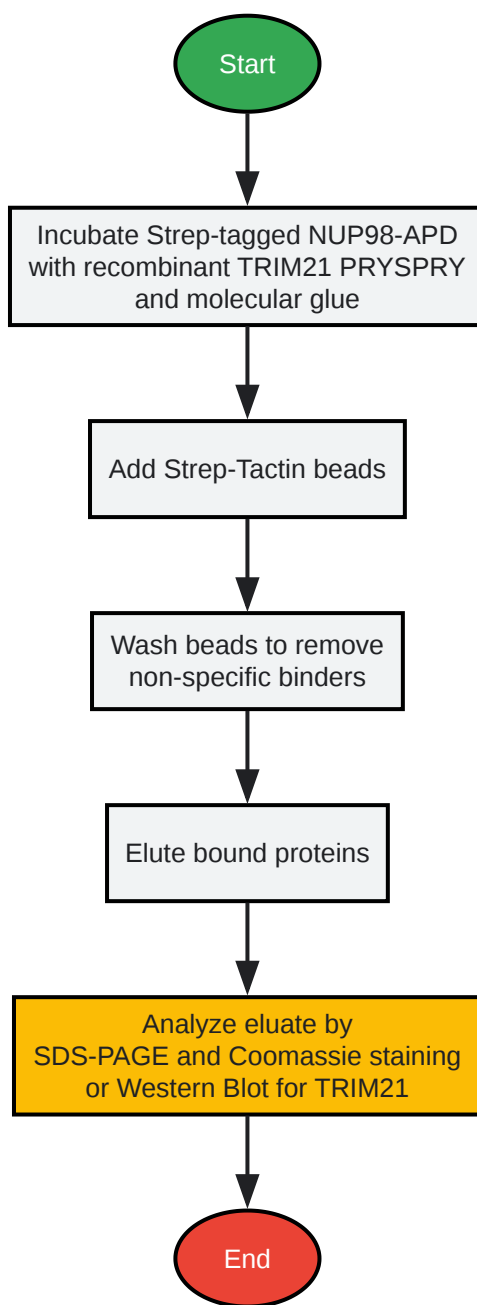 Start
Incubate Strep-tagged NUP98-APD
with recombinant TRIM21 PRYSPRY
and molecular glue
Add Strep-Tactin beads
Wash beads to remove
non-specific binders
Elute bound proteins
Analyze eluate by
SDS-PAGE and Coomassie staining
or Western Blot for TRIM21
End